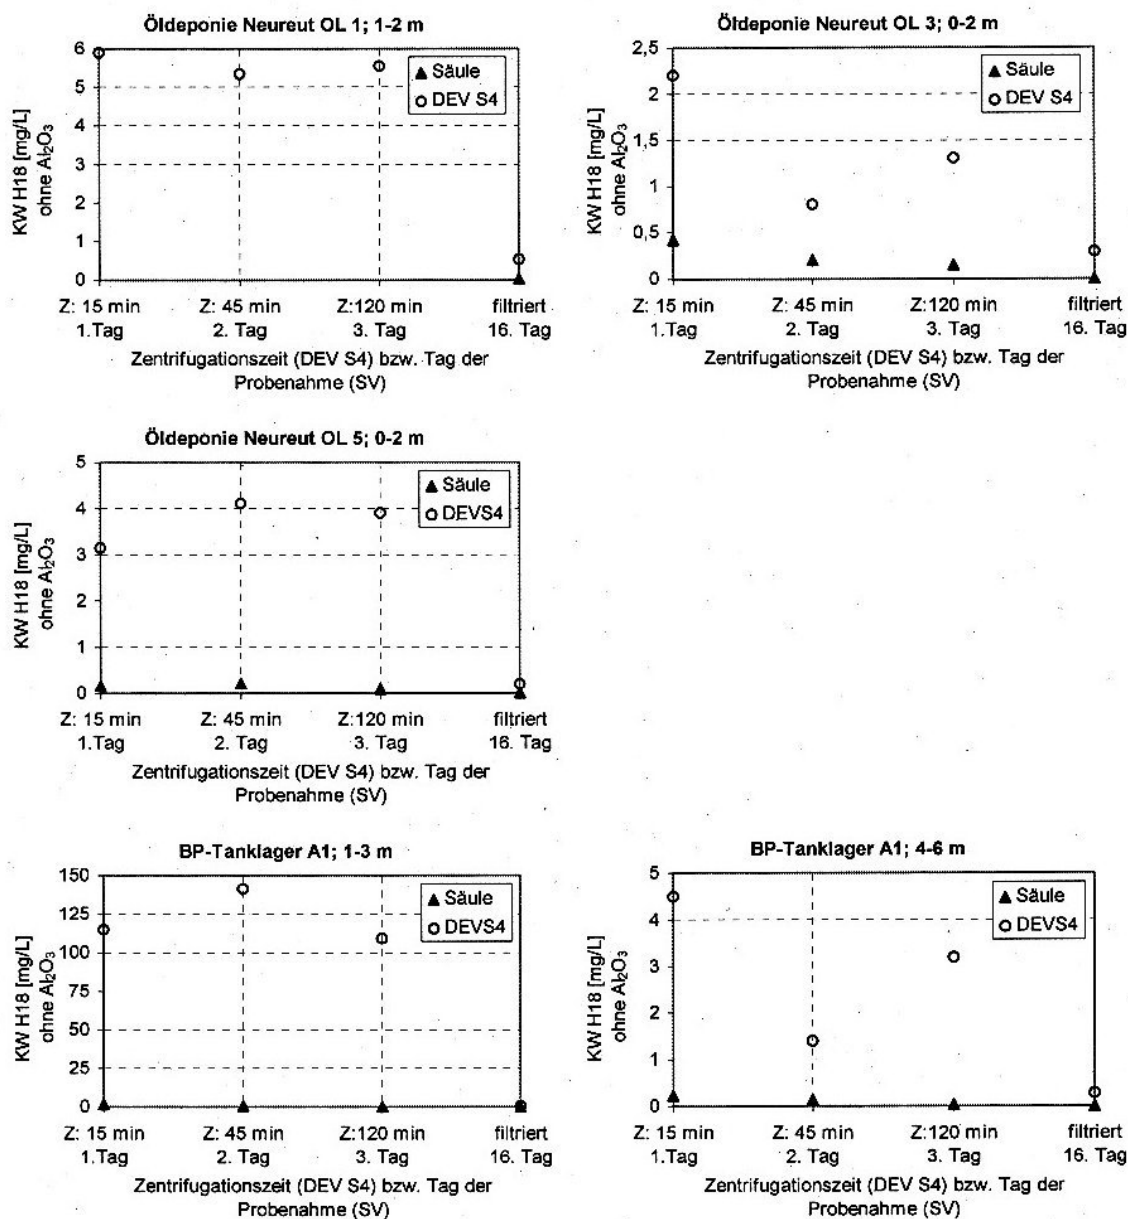 Öldeponie Neureut OL 1; 1-2 m
KW H18 [mg/L]
ohne Al₂O₃
6
5
4
3
2
1
0
▲ Säule
o DEV S4
Z: 15 min Z: 45 min Z:120 min filtriert
1.Tag 2. Tag 3. Tag 16. Tag
Zentrifugationszeit (DEV S4) bzw. Tag der
Probenahme (SV)
Öldeponie Neureut OL 3; 0-2 m
KW H18 [mg/L]
ohne Al₂O₃
2,5
2
1,5
1
0,5
0
▲ Säule
o DEV S4
Z: 15 min Z: 45 min Z:120 min filtriert
1.Tag 2. Tag 3. Tag 16. Tag
Zentrifugationszeit (DEV S4) bzw. Tag der
Probenahme (SV)
Öldeponie Neureut OL 5; 0-2 m
KW H18 [mg/L]
ohne Al₂O₃
5
4
3
2
1
0
▲ Säule
o DEVS4
Z: 15 min Z: 45 min Z:120 min filtriert
1.Tag 2. Tag 3. Tag 16. Tag
Zentrifugationszeit (DEV S4) bzw. Tag der
Probenahme (SV)
BP-Tanklager A1; 1-3 m
KW H18 [mg/L]
ohne Al₂O₃
150
125
100
75
50
25
0
▲ Säule
o DEVS4
Z: 15 min Z: 45 min Z:120 min filtriert
1.Tag 2. Tag 3. Tag 16. Tag
Zentrifugationszeit (DEV S4) bzw. Tag der
Probenahme (SV)
BP-Tanklager A1; 4-6 m
KW H18 [mg/L]
ohne Al₂O₃
5
4
3
2
1
0
▲ Säule
o DEVS4
Z: 15 min Z: 45 min Z:120 min filtriert
1.Tag 2. Tag 3. Tag 16. Tag
Zentrifugationszeit (DEV S4) bzw. Tag der
Probenahme (SV)